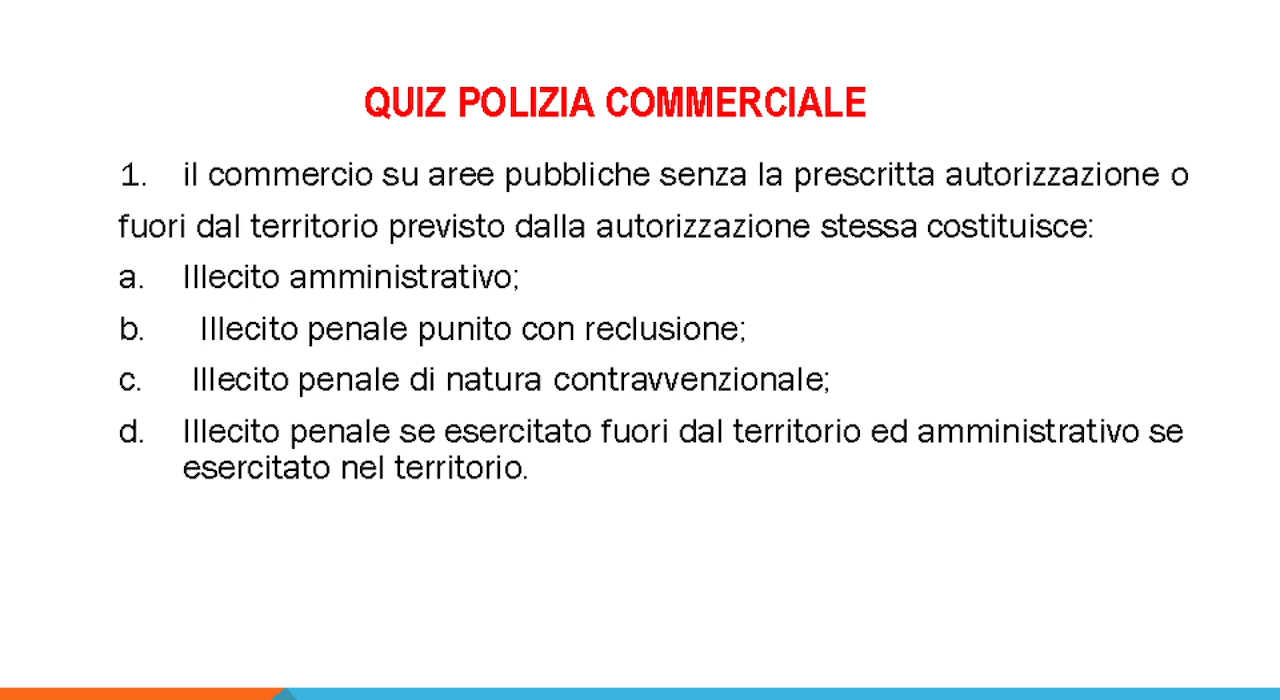 QUIZ POLIZIA COMMERCIALE
1. il commercio su aree pubbliche senza la prescritta autorizzazione o
fuori dal territorio previsto dalla autorizzazione stessa costituisce:
a. Illecito amministrativo;
b. Illecito penale punito con reclusione;
c. Illecito penale di natura contravvenzionale;
d. Illecito penale se esercitato fuori dal territorio ed amministrativo se
esercitato nel territorio.